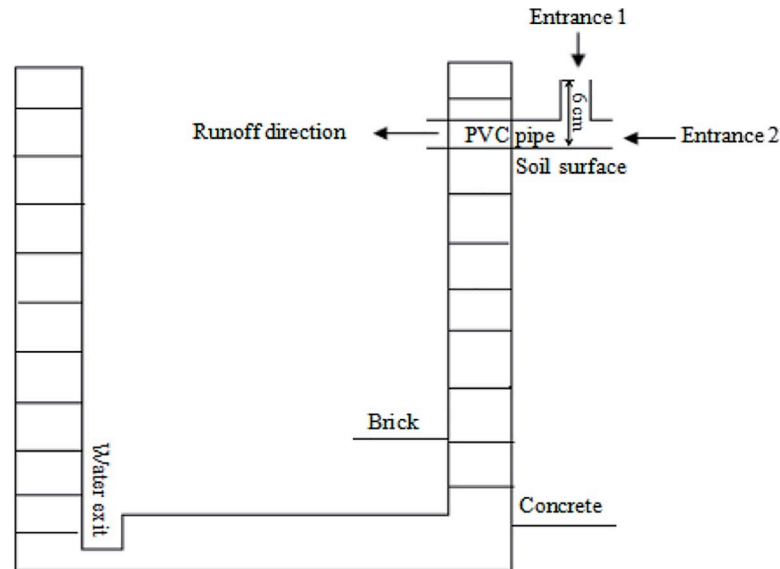 Entrance 1
6 cm
Runoff direction
PVC pipe
Entrance 2
Soil surface
Brick
Water exit
Concrete